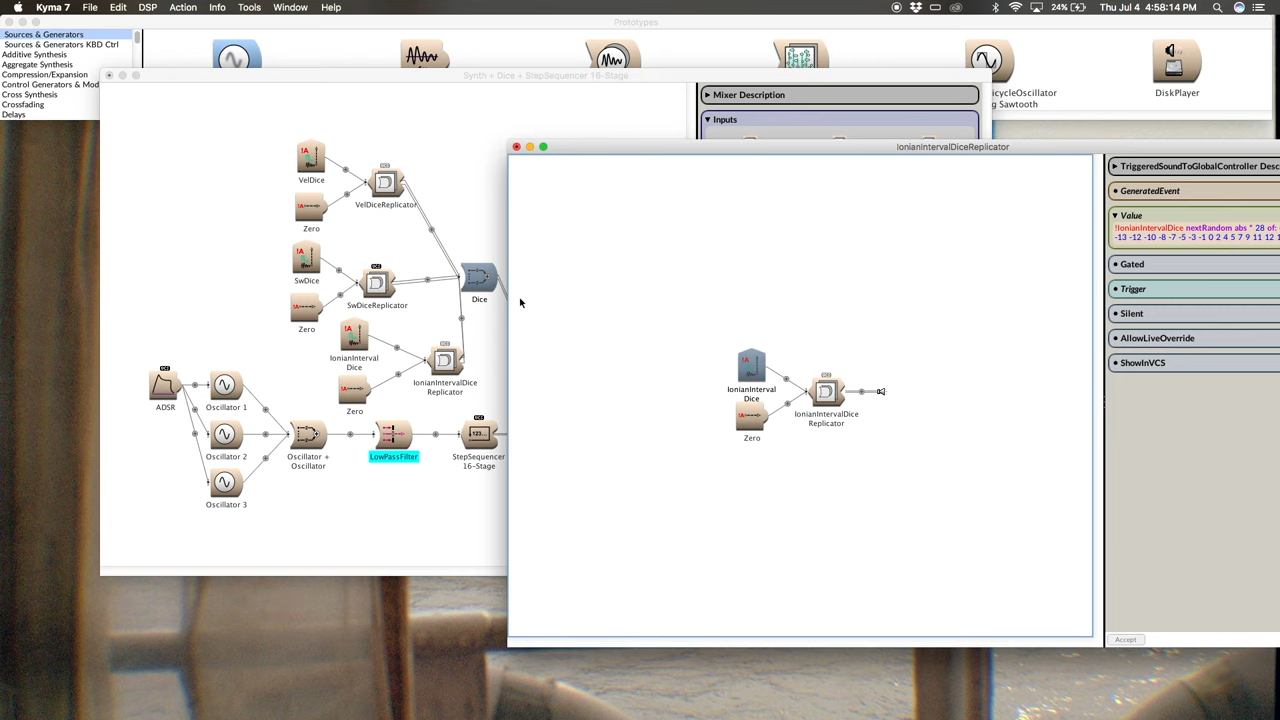 Kyma 7 File Edit DSP Action Info Tools Window Help 24% Thu Jul 4 4:58:14 PM
Prototypes
Sources & Generators
Sources & Generators KBD Ctrl
Additive Synthesis
Aggregate Synthesis
Compression/Expansion
Control Generators & Mod
Cross Synthesis
Crossfading
Delays
icycleOscillator
g Sawtooth
DiskPlayer
Synth + Dice + StepSequencer 16-Stage
Mixer Description
Inputs
VelDice
VelDiceReplicator
Zero
SwDice
SwDiceReplicator
Dice
Zero
IonianInterval
Dice
IonianIntervalDice
Replicator
Zero
ADSR
Oscillator 1
Oscillator 2
Oscillator 3
Oscillator +
Oscillator
LowPassFilter
123...
StepSequencer
16-Stage
IonianIntervalDiceReplicator
IonianInterval
Dice
Zero
IonianIntervalDice
Replicator
TriggeredSoundToGlobalController Desc
GeneratedEvent
Value
!IonianIntervalDice nextRandom abs * 28 of:
-13 -12 -10 -8 -7 -5 -3 -1 0 2 4 5 7 9 11 12 1
Gated
Trigger
Silent
AllowLiveOverride
ShowInVCS
Accept